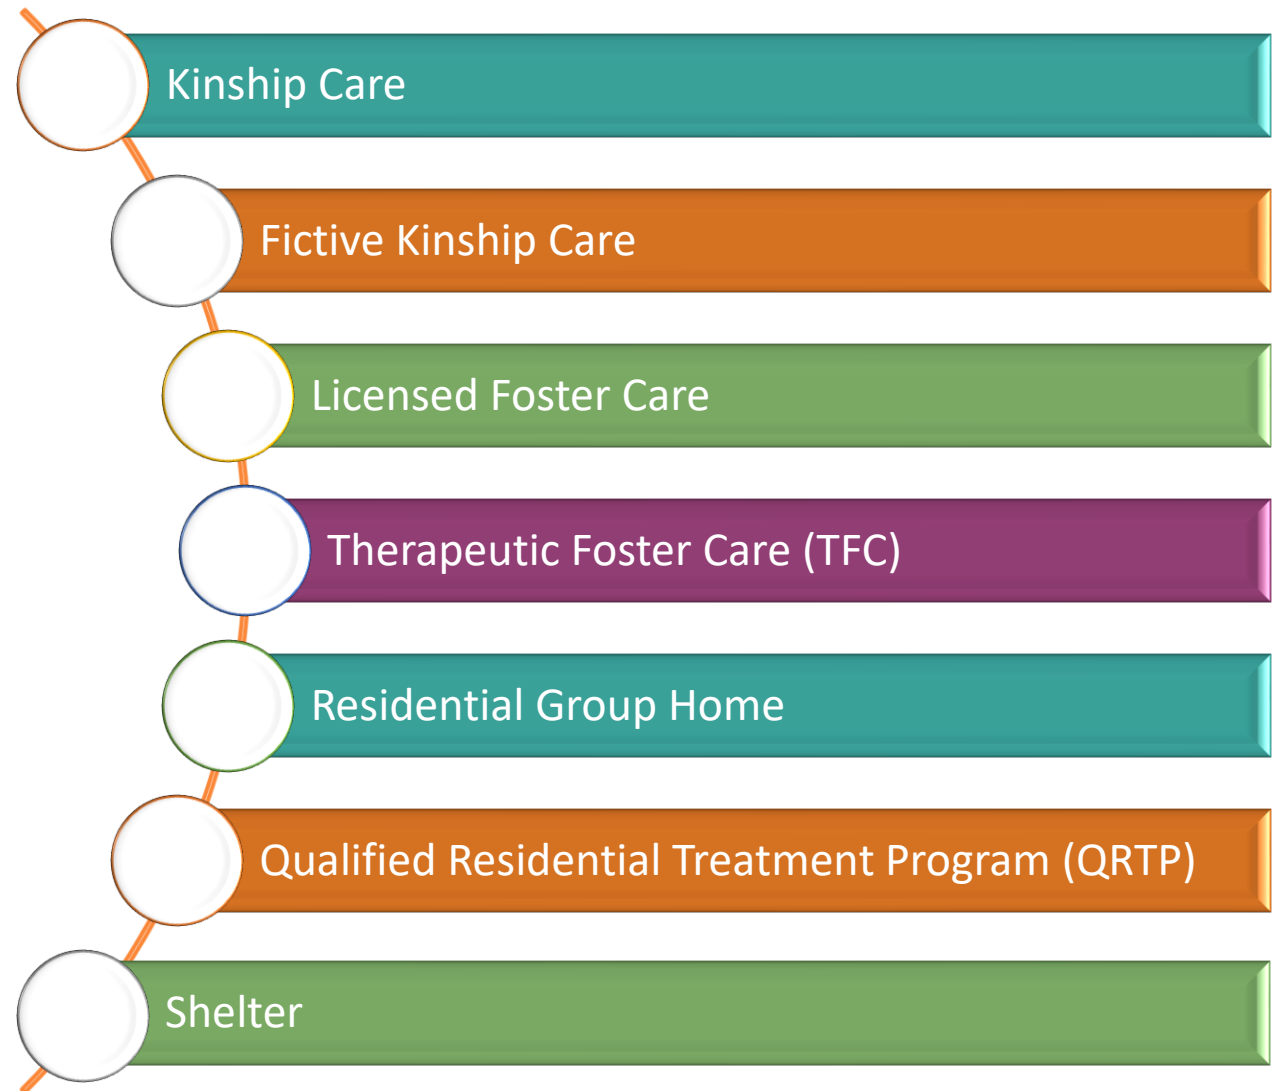 Kinship Care
Fictive Kinship Care
Licensed Foster Care
Therapeutic Foster Care (TFC)
Residential Group Home
Qualified Residential Treatment Program (QRTP)
Shelter